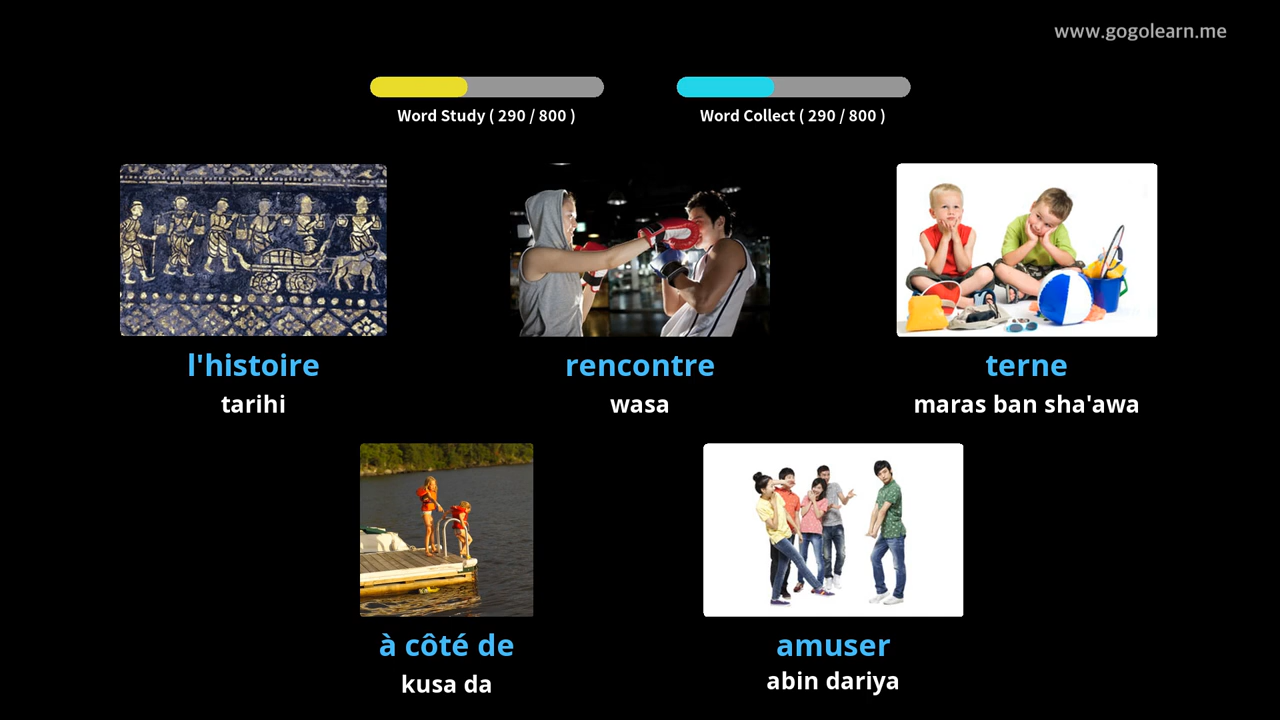 www.gogolearn.me
Word Study ( 290 / 800 )
Word Collect ( 290 / 800 )
l'histoire
tarihi
rencontre
wasa
terne
maras ban sha'awa
à côté de
kusa da
amuser
abin dariya